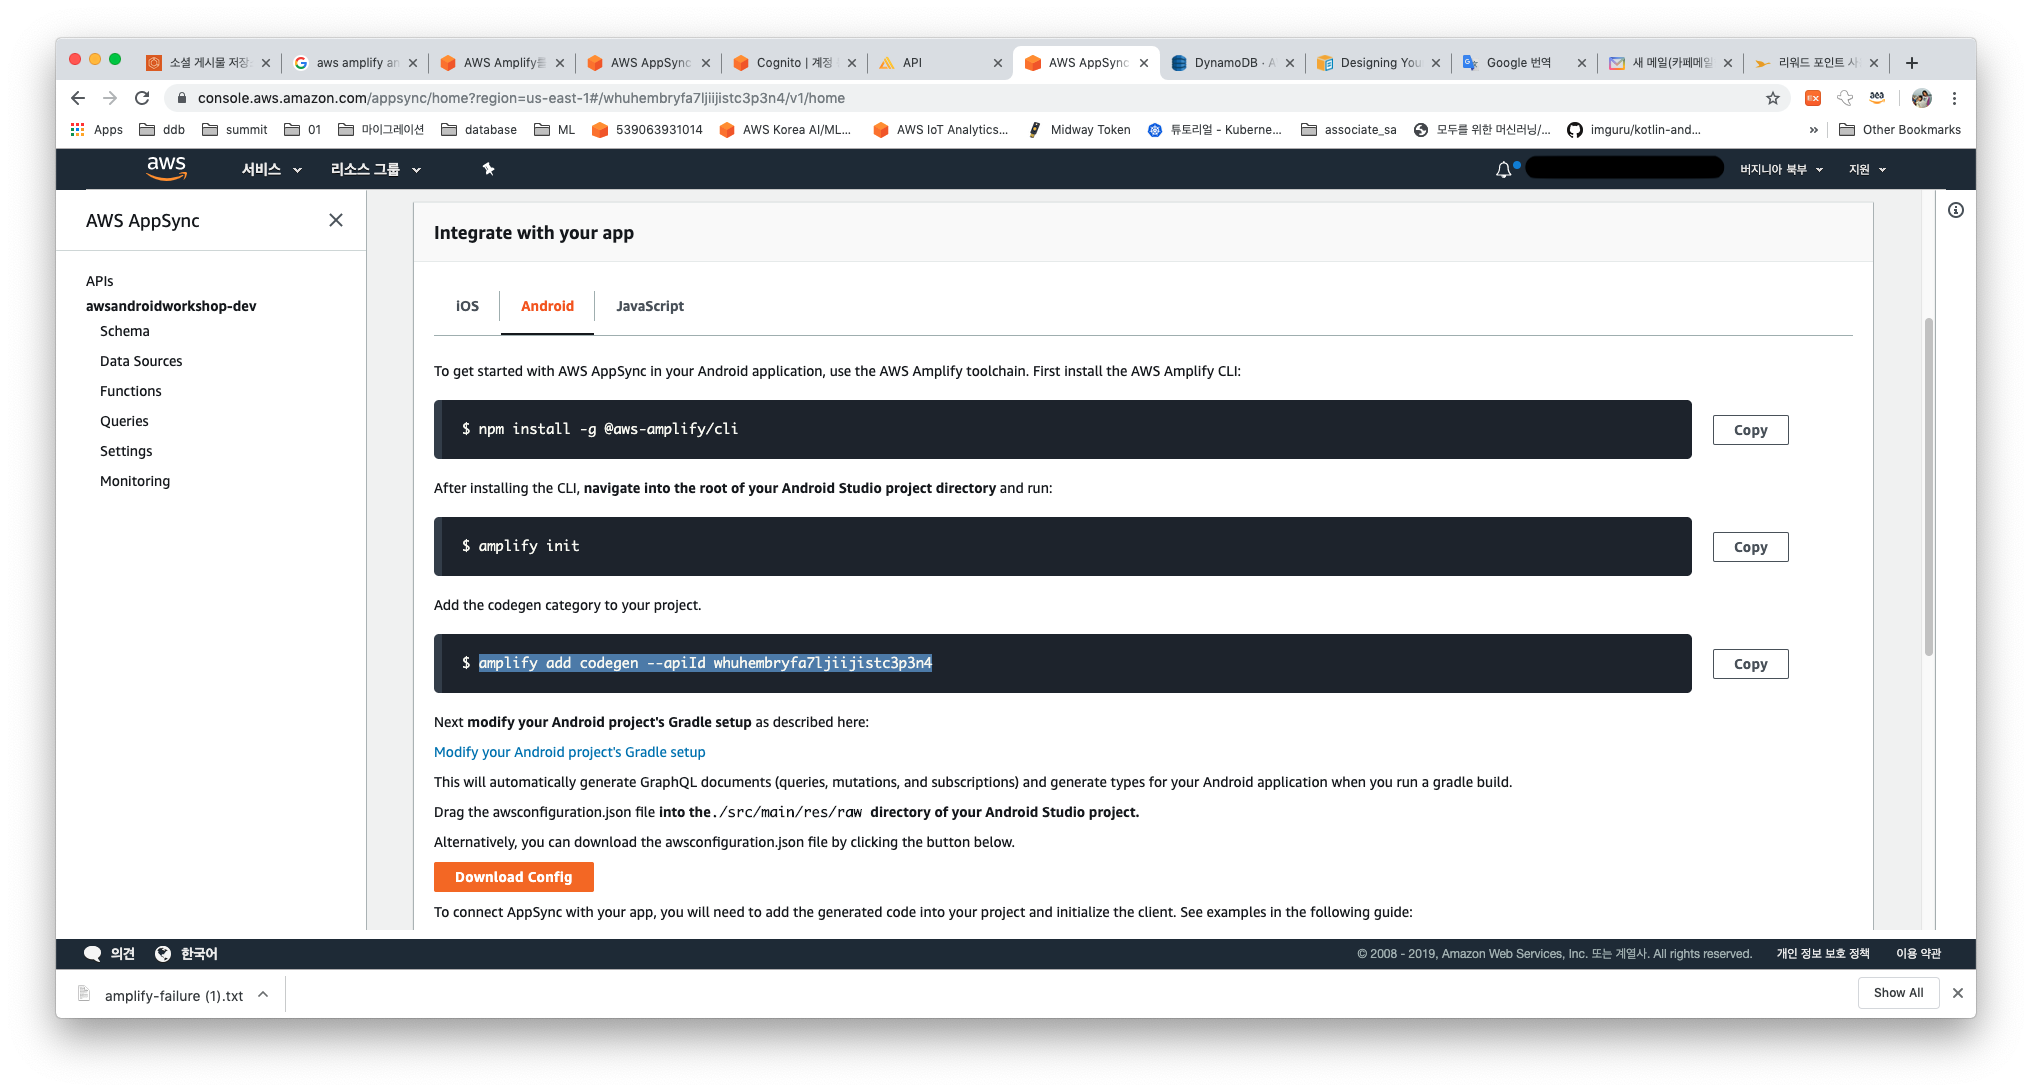 소셜 게시물 저장
aws amplify an
AWS Amplify를
AWS AppSync
Cognito | 계정
API
AWS AppSync
DynamoDB · A
Designing You
Google 번역
새 메일(카페메일
리워드 포인트 시
console.aws.amazon.com/appsync/home?region=us-east-1#/whuhembryfa7ljiijistc3p3n4/v1/home
Apps
ddb
summit
01
마이그레이션
database
ML
539063931014
AWS Korea AI/ML...
AWS IoT Analytics...
Midway Token
튜토리얼 - Kuberne...
associate_sa
모두를 위한 머신러닝/...
imguru/kotlin-and...
»
Other Bookmarks
aws
서비스
리소스 그룹
버지니아 북부
지원
AWS AppSync
APIs
awsandroidworkshop-dev
Schema
Data Sources
Functions
Queries
Settings
Monitoring
Integrate with your app
iOS
Android
JavaScript
To get started with AWS AppSync in your Android application, use the AWS Amplify toolchain. First install the AWS Amplify CLI:
$ npm install -g @aws-amplify/cli
Copy
After installing the CLI, navigate into the root of your Android Studio project directory and run:
$ amplify init
Copy
Add the codegen category to your project.
$ amplify add codegen --apiId whuhembryfa7ljiijistc3p3n4
Copy
Next modify your Android project's Gradle setup as described here:
Modify your Android project's Gradle setup
This will automatically generate GraphQL documents (queries, mutations, and subscriptions) and generate types for your Android application when you run a gradle build.
Drag the awsconfiguration.json file into the ./src/main/res/raw directory of your Android Studio project.
Alternatively, you can download the awsconfiguration.json file by clicking the button below.
Download Config
To connect AppSync with your app, you will need to add the generated code into your project and initialize the client. See examples in the following guide:
의견
한국어
© 2008 - 2019, Amazon Web Services, Inc. 또는 계열사. All rights reserved.
개인 정보 보호 정책
이용 약관
amplify-failure (1).txt
Show All